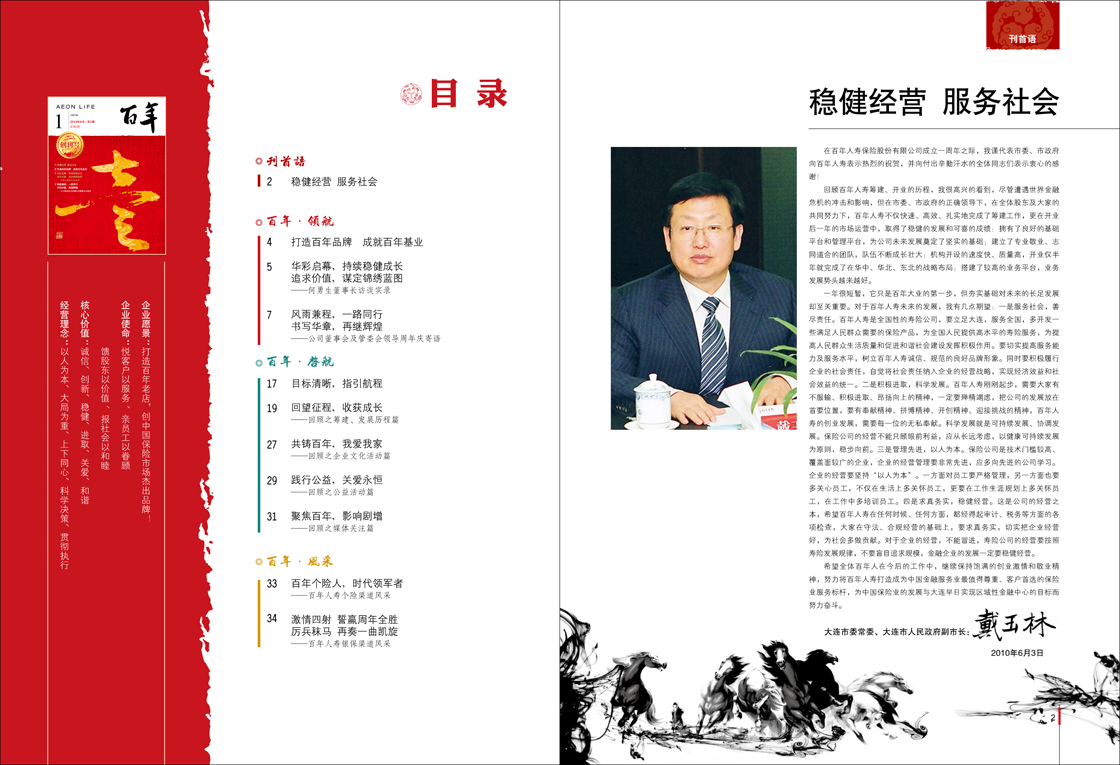 AEON LIFE
1
百年
创刊号
企业愿景：打造百年老店，创中国保险市场杰出品牌！
企业使命：悦客户以服务、亲员工以眷顾
馈股东以价值、报社会以和睦
核心价值：诚信、创新、稳健、进取、关爱、和谐
经营理念：以人为本、大局为重、上下同心、科学决策、贯彻执行
目 录
刊首语
2 稳健经营 服务社会
百年·领航
4 打造百年品牌 成就百年基业
5 华彩启幕，持续稳健成长
追求价值，谋定锦绣蓝图
——何勇生董事长访谈实录
7 风雨兼程，一路同行
书写华章，再继辉煌
——公司董事会及管委会领导周年庆寄语
百年·启航
17 目标清晰，指引航程
19 回望征程，收获成长
——回顾之筹建、发展历程篇
27 共铸百年，我爱我家
——回顾之企业文化活动篇
29 践行公益，关爱永恒
——回顾之公益活动篇
31 聚焦百年，影响剧增
——回顾之媒体关注篇
百年·风采
33 百年个险人，时代领军者
——百年人寿个险渠道风采
34 激情四射 誓赢周年全胜
厉兵秣马 再奏一曲凯旋
——百年人寿银保渠道风采
刊首语
稳健经营 服务社会
在百年人寿保险股份有限公司成立一周年之际，我谨代表市委、市政府
向百年人寿表示热烈的祝贺，并向付出辛勤汗水的全体同志们表示衷心的感
谢！
回顾百年人寿筹建、开业的历程，我很高兴的看到，尽管遭遇世界金融
危机的冲击和影响，但在市委、市政府的正确领导下，在全体股东及大家的
共同努力下，百年人寿不仅快速、高效、扎实地完成了筹建工作，更在开业
后一年的市场运营中，取得了稳健的发展和可喜的成绩：拥有了良好的基础
平台和管理平台，为公司未来发展奠定了坚实的基础；建立了专业敬业、志
同道合的团队，队伍不断成长壮大；机构开设的速度快、质量高，开业仅半
年就完成了在华中、华北、东北的战略布局；搭建了较高的业务平台，业务
发展势头越来越好。
一年很短暂，它只是百年大业的第一步，但夯实基础对未来的长足发展
却至关重要。对于百年人寿未来的发展，我有几点期望：一是服务社会，善
尽责任。百年人寿是全国性的寿险公司，要立足大连，服务全国，多开发一
些满足人民群众需要的保险产品，为全国人民提供高水平的寿险服务，为提
高人民群众生活质量和促进和谐社会建设发挥积极作用。要切实提高服务能
力及服务水平，树立百年人寿诚信、规范的良好品牌形象。同时要积极履行
企业的社会责任，自觉将社会责任纳入企业的经营战略，实现经济效益和社
会效益的统一。二是积极进取，科学发展。百年人寿刚刚起步，需要大家有
不服输、积极进取、昂扬向上的精神，一定要殚精竭虑，把公司的发展放在
首要位置，要有奉献精神、拼搏精神、开创精神、迎接挑战的精神，百年人
寿的创业发展，需要每一位的无私奉献。科学发展就是可持续发展、协调发
展。保险公司的经营不能只顾眼前利益，应从长远考虑，以健康可持续发展
为原则，稳步向前。三是管理先进，以人为本。保险公司是技术门槛较高、
覆盖面较广的企业，企业的经营管理要非常先进，应多向先进的公司学习。
企业的经营要坚持“以人为本”。一方面对员工要严格管理，另一方面也要
多关心员工，不仅在生活上多关怀员工，更要在工作生涯规划上多关怀员
工，在工作中多培训员工。四是求真务实，稳健经营。这是公司的经营之
本，希望百年人寿在任何时候、任何方面，都经得起审计、税务等方面的各
项检查，大家在守法、合规经营的基础上，要求真务实，切实把企业经营
好，为社会多做贡献。对于企业的经营，不能冒进，寿险公司的经营要按照
寿险发展规律，不要盲目追求规模，金融企业的发展一定要稳健经营。
希望全体百年人在今后的工作中，继续保持饱满的创业激情和敬业精
神，努力将百年人寿打造成为中国金融服务业最值得尊重、客户首选的保险
业服务标杆，为中国保险业的发展与大连早日实现区域性金融中心的目标而
努力奋斗。
大连市委常委、大连市人民政府副市长：戴玉林
2010年6月3日
2